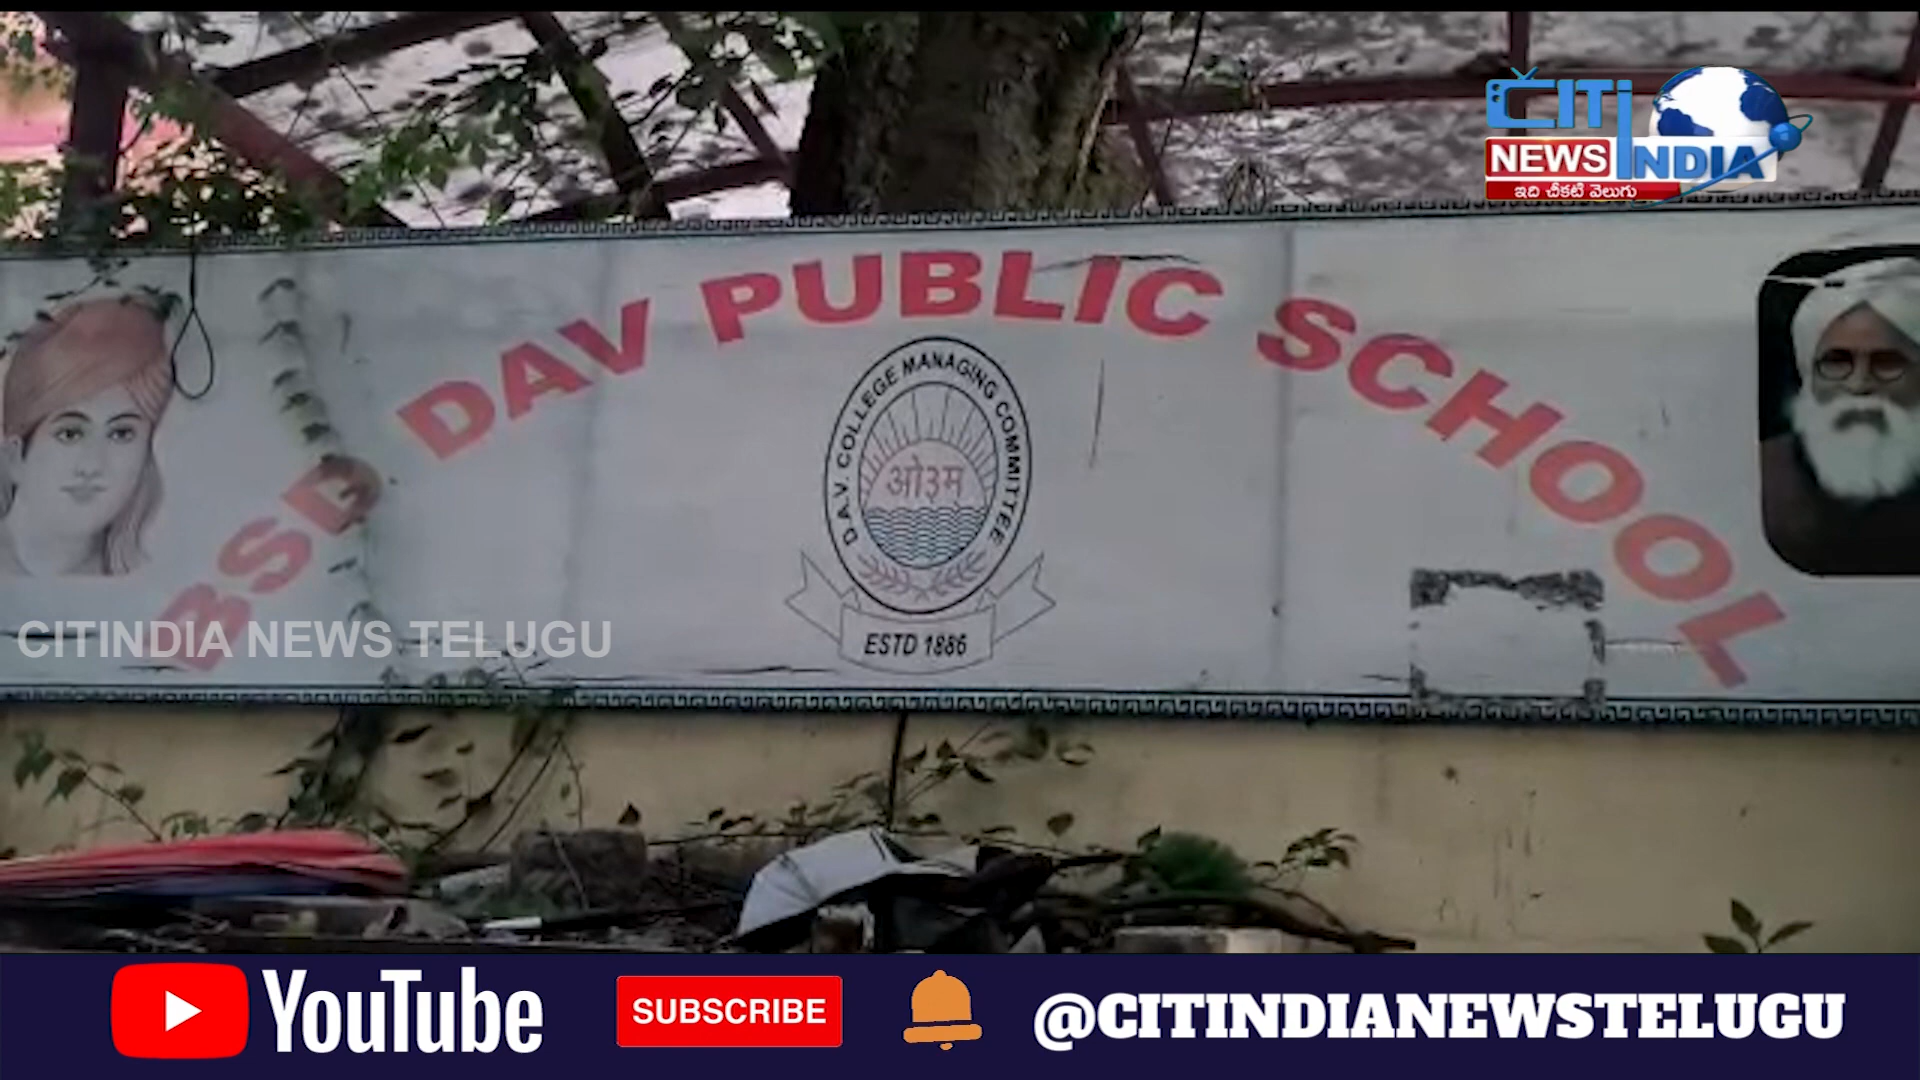 CITI
NEWS INDIA
ఇది చీకటి వెలుగు
BSD DAV PUBLIC SCHOOL
D.A.V. COLLEGE MANAGING COMMITTEE
ओ३म्
ESTD 1886
CITINDIA NEWS TELUGU
YouTube
SUBSCRIBE
@CITINDIANEWSTELUGU